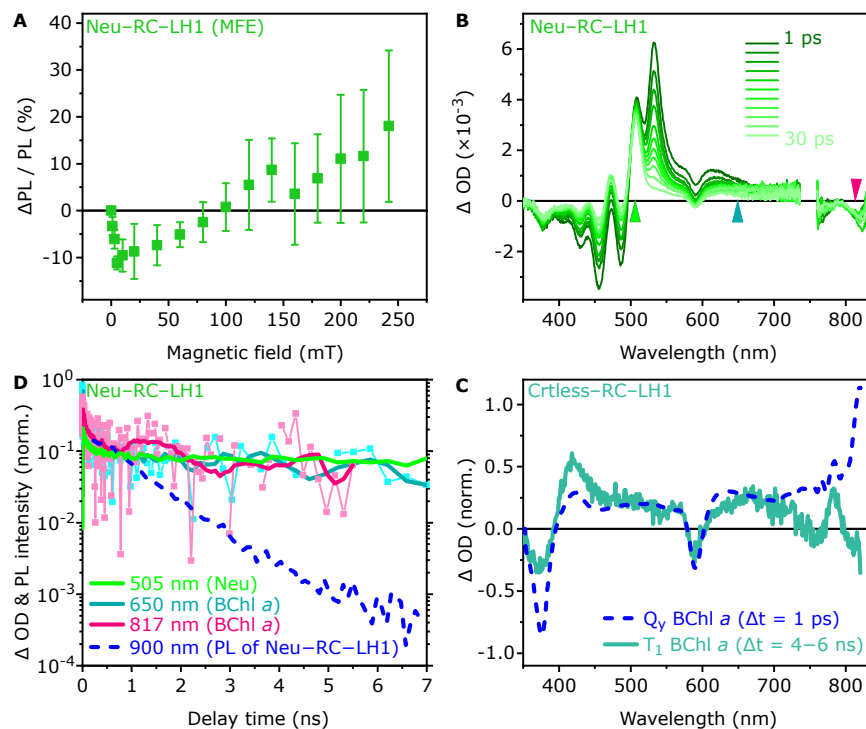 A
Neu–RC–LH1 (MFE)
40
30
20
10
0
-10
ΔPL / PL (%)
0
50
100
150
200
250
Magnetic field (mT)
B
Neu–RC–LH1
1 ps
30 ps
6
4
2
0
-2
Δ OD (×10⁻³)
400
500
600
700
800
Wavelength (nm)
D
Neu-RC-LH1
10⁰
10⁻¹
10⁻²
10⁻³
10⁻⁴
Δ OD & PL intensity (norm.)
505 nm (Neu)
650 nm (BChl a)
817 nm (BChl a)
900 nm (PL of Neu–RC–LH1)
0
1
2
3
4
5
6
7
Delay time (ns)
C
Crtless–RC–LH1
1.0
0.5
0.0
-0.5
-1.0
Δ OD (norm.)
Qy BChl a (Δt = 1 ps)
T₁ BChl a (Δt = 4–6 ns)
400
500
600
700
800
Wavelength (nm)